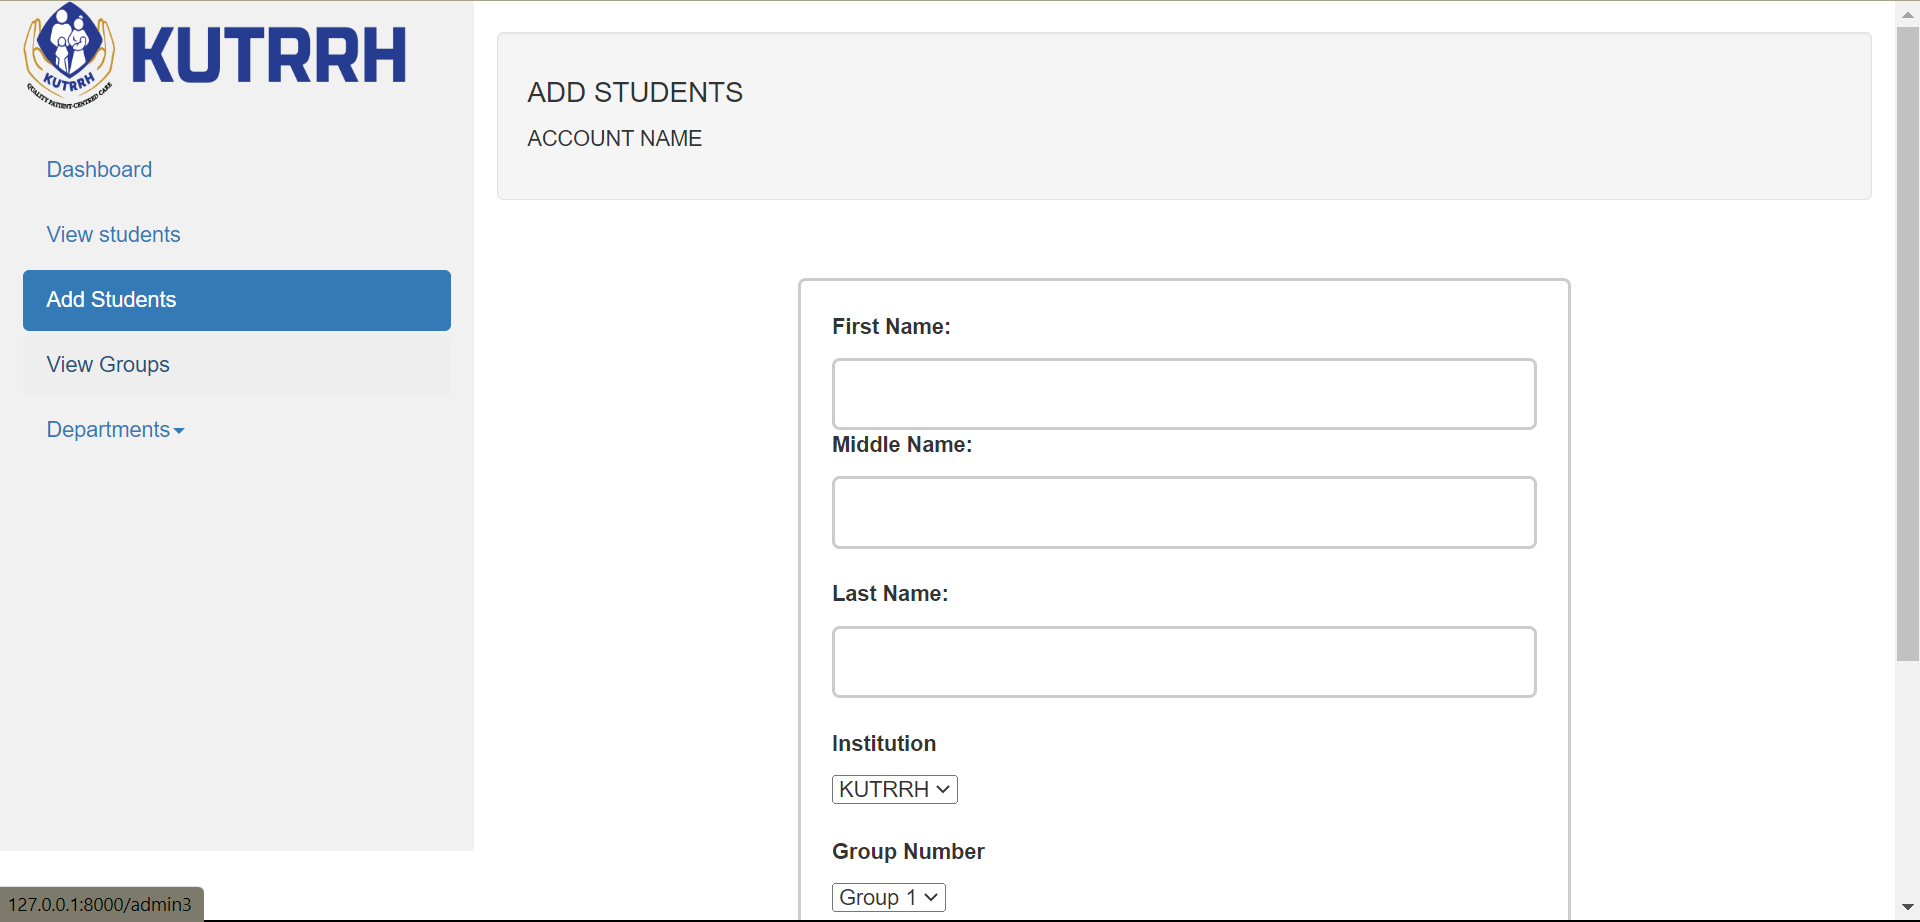 KUTRRH
QUALITY PATIENT-CENTRED CARE
KUTRRH
Dashboard
View students
Add Students
View Groups
Departments
ADD STUDENTS
ACCOUNT NAME
First Name:
Middle Name:
Last Name:
Institution
KUTRRH
Group Number
Group 1
127.0.0.1:8000/admin3